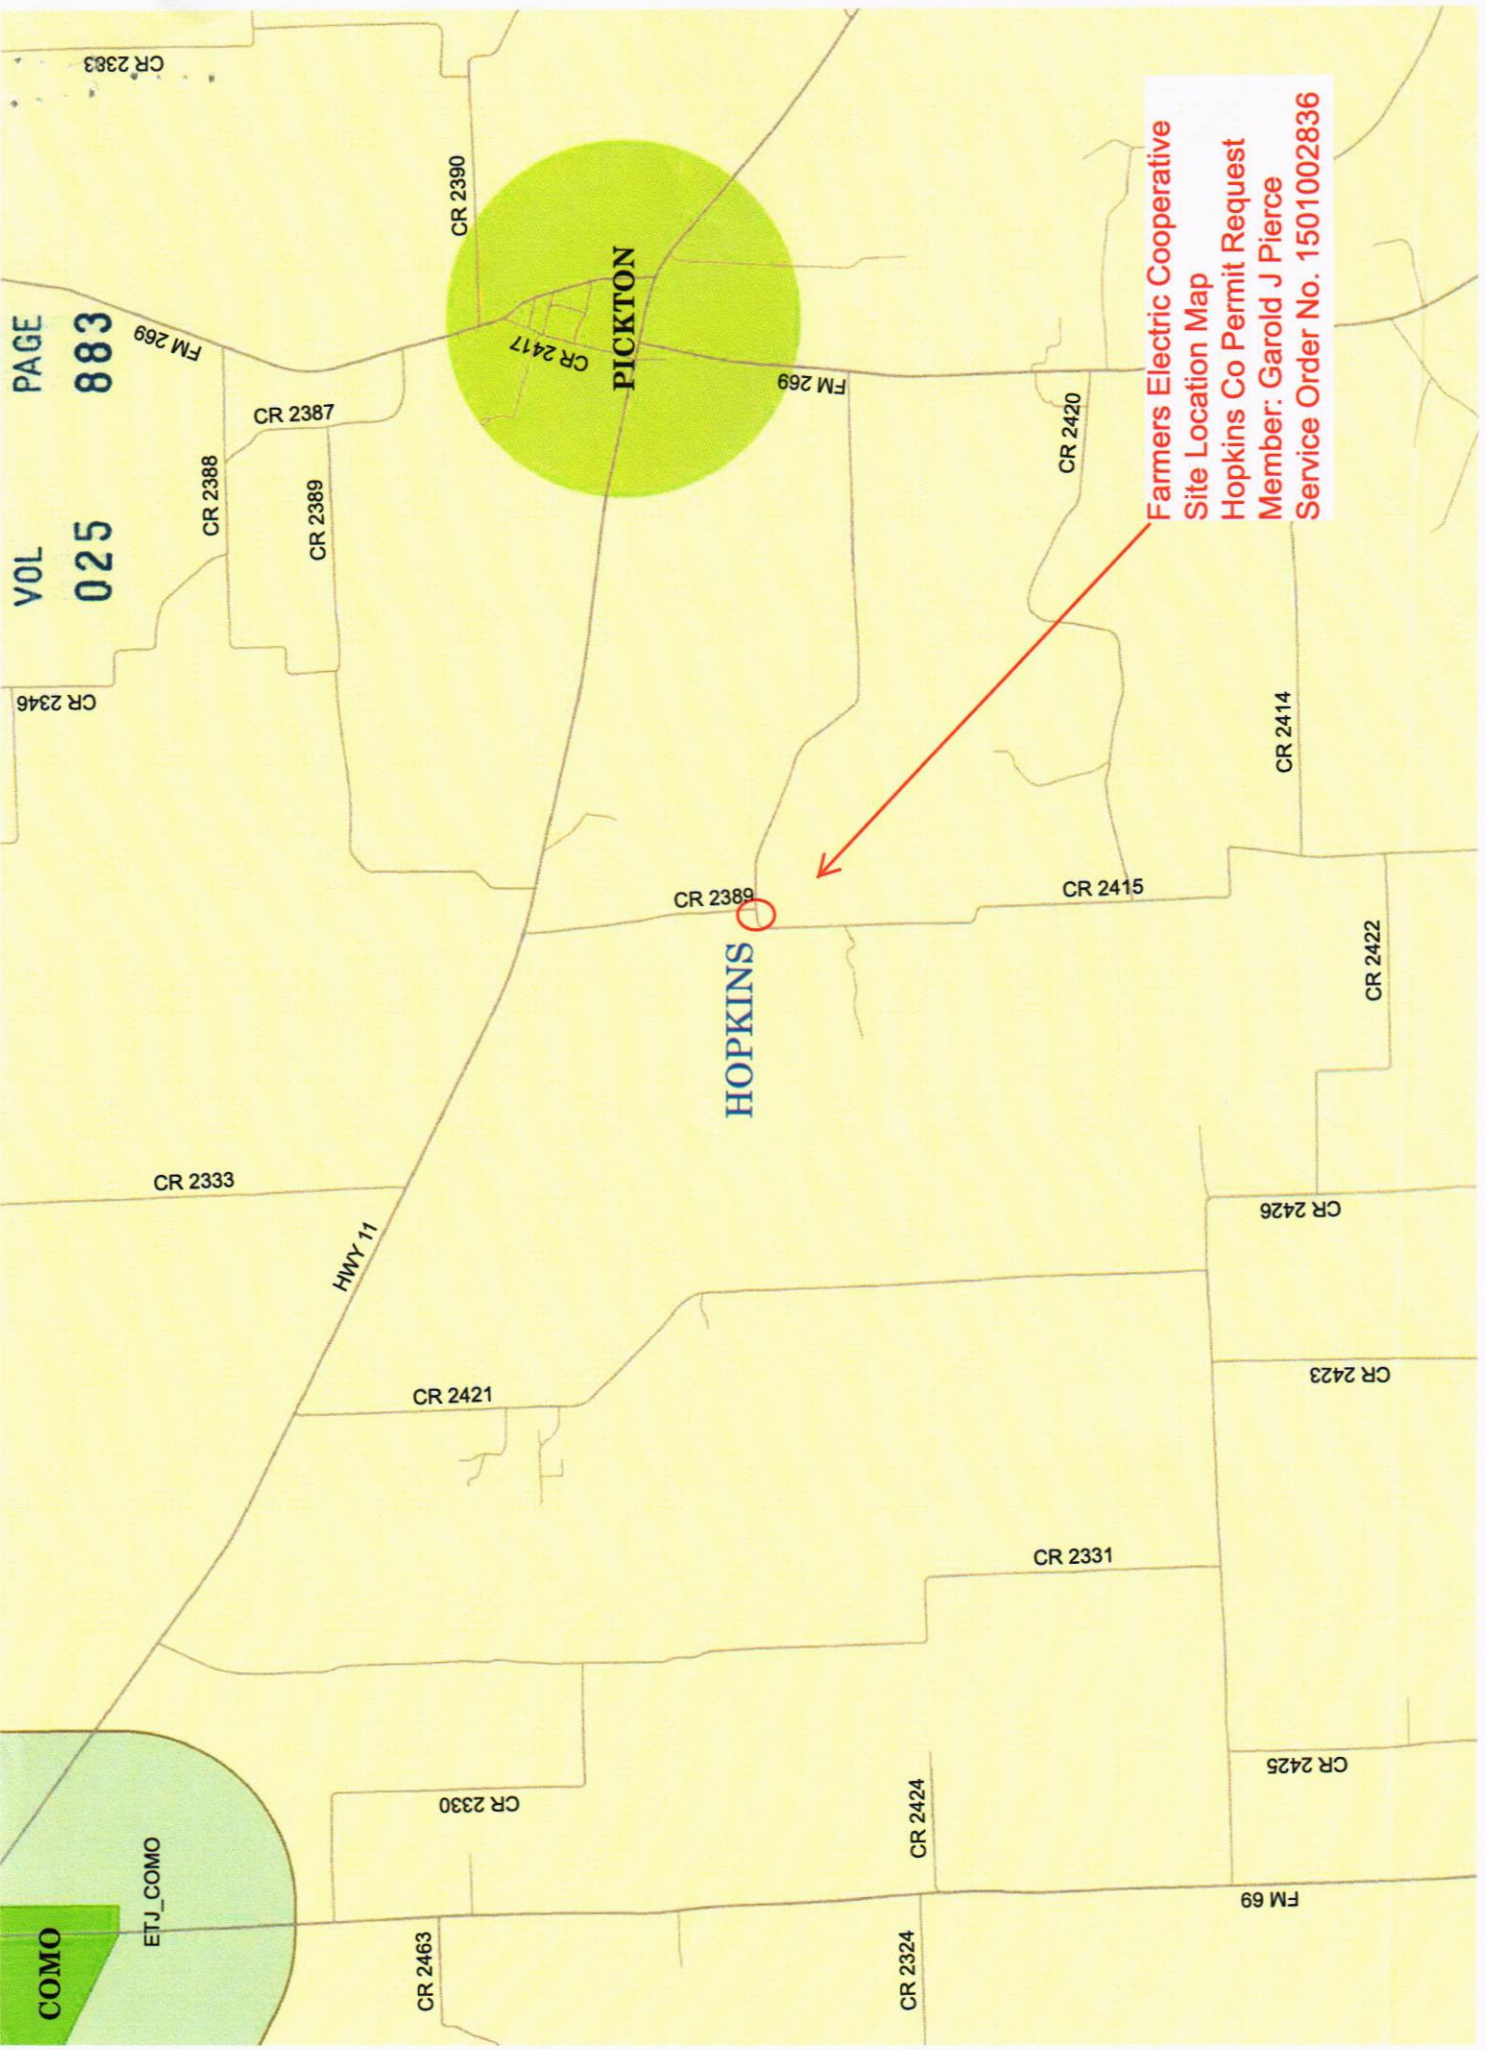 VOL PAGE
025 883
CR 2383
CR 2390
FM 269
CR 2387
CR 2388
CR 2389
CR 2346
CR 2417
PICKTON
FM 269
CR 2420
Farmers Electric Cooperative
Site Location Map
Hopkins Co Permit Request
Member: Garold J Pierce
Service Order No. 1501002836
CR 2414
CR 2389
CR 2415
HOPKINS
CR 2422
CR 2333
HWY 11
CR 2426
CR 2421
CR 2423
CR 2331
CR 2330
CR 2424
CR 2425
COMO
ETJ_COMO
CR 2463
CR 2324
FM 69